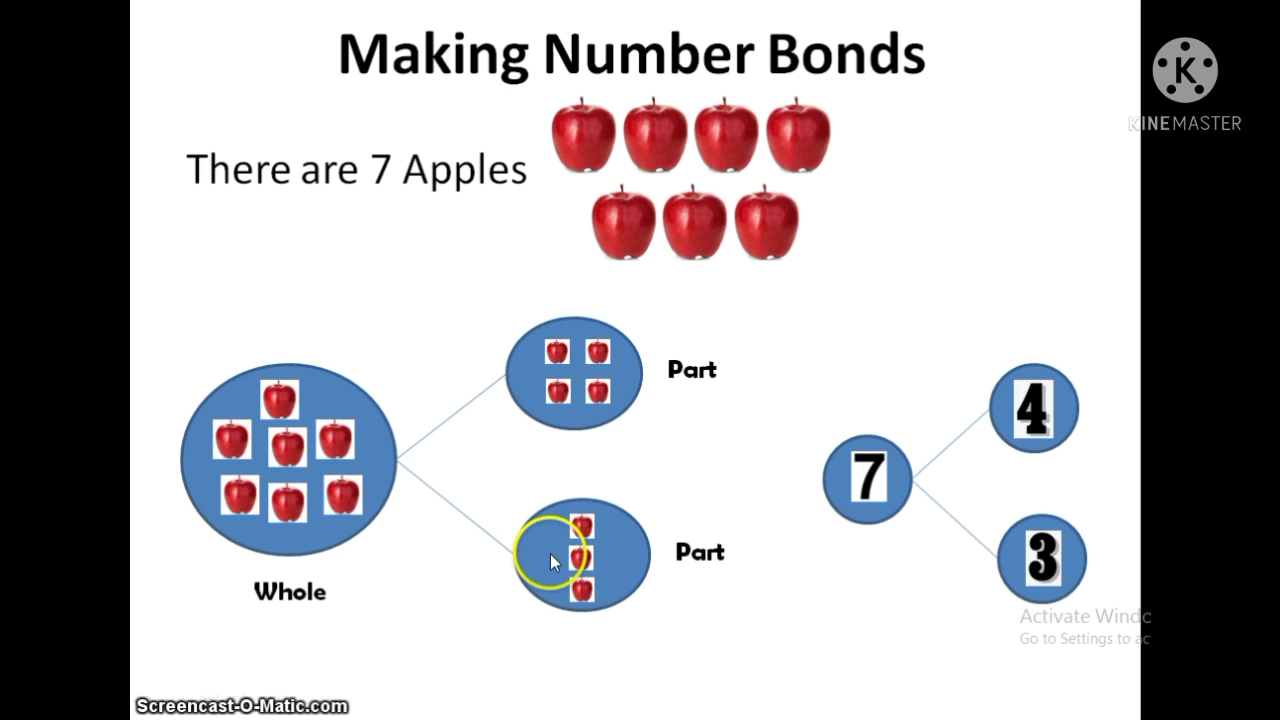 Making Number Bonds
K
KINEMASTER
There are 7 Apples
Part
4
7
Part
3
Whole
Activate Windc
Go to Settings to ac
Screencast-O-Matic.com